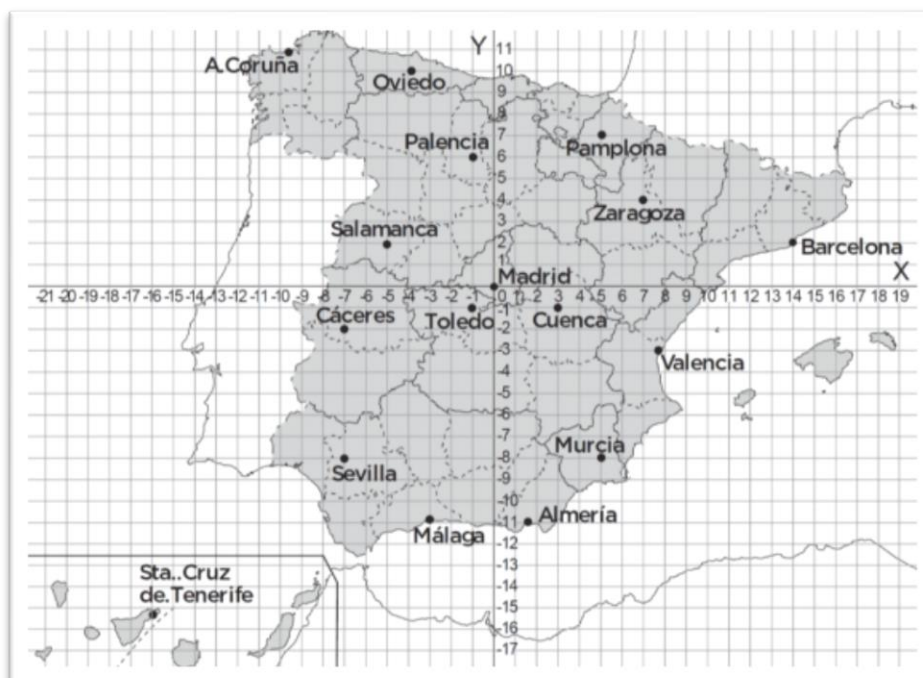 Y
11
A.Coruña
10
Oviedo
9
8
Palencia
7
Pamplona
6
5
4
Zaragoza
3
Salamanca
2
Barcelona
1
Madrid
X
-21 -20 -19 -18 -17 -16 -15 -14 -13 -12 -11 -10 -9 -8 -7 -6 -5 -4 -3 -2 -1 0 1 2 3 4 5 6 7 8 9 10 11 12 13 14 15 16 17 18 19
Cáceres
Toledo
-1
Cuenca
-2
-3
Valencia
-4
-5
-6
-7
Murcia
-8
Sevilla
-9
-10
-11
Almería
Málaga
-12
-13
Sta..Cruz
-14
de.Tenerife
-15
-16
-17